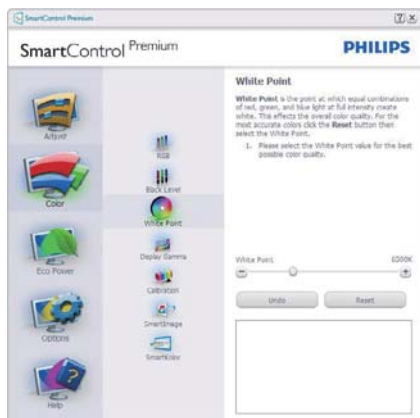 SmartControl Premium
SmartControl Premium
PHILIPS
Adjust
Color
Eco Power
Options
Help
RGB
Black Level
White Point
Display Gamma
Calibration
SmartImage
SmartKolor
White Point
White Point is the point at which equal combinations
of red, green, and blue light at full intensity create
white. This effects the overall color quality. For the
most accurate colors click the Reset button then
select the White Point.
1. Please select the White Point value for the best
possible color quality.
White Point 6500K
Undo Reset